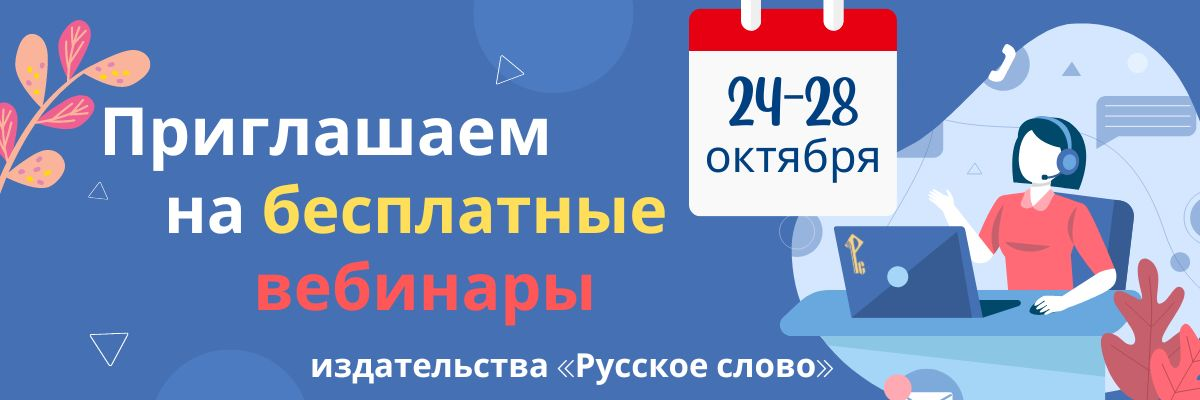 Приглашаем
на бесплатные
вебинары
издательства «Русское слово»
24-28
октября